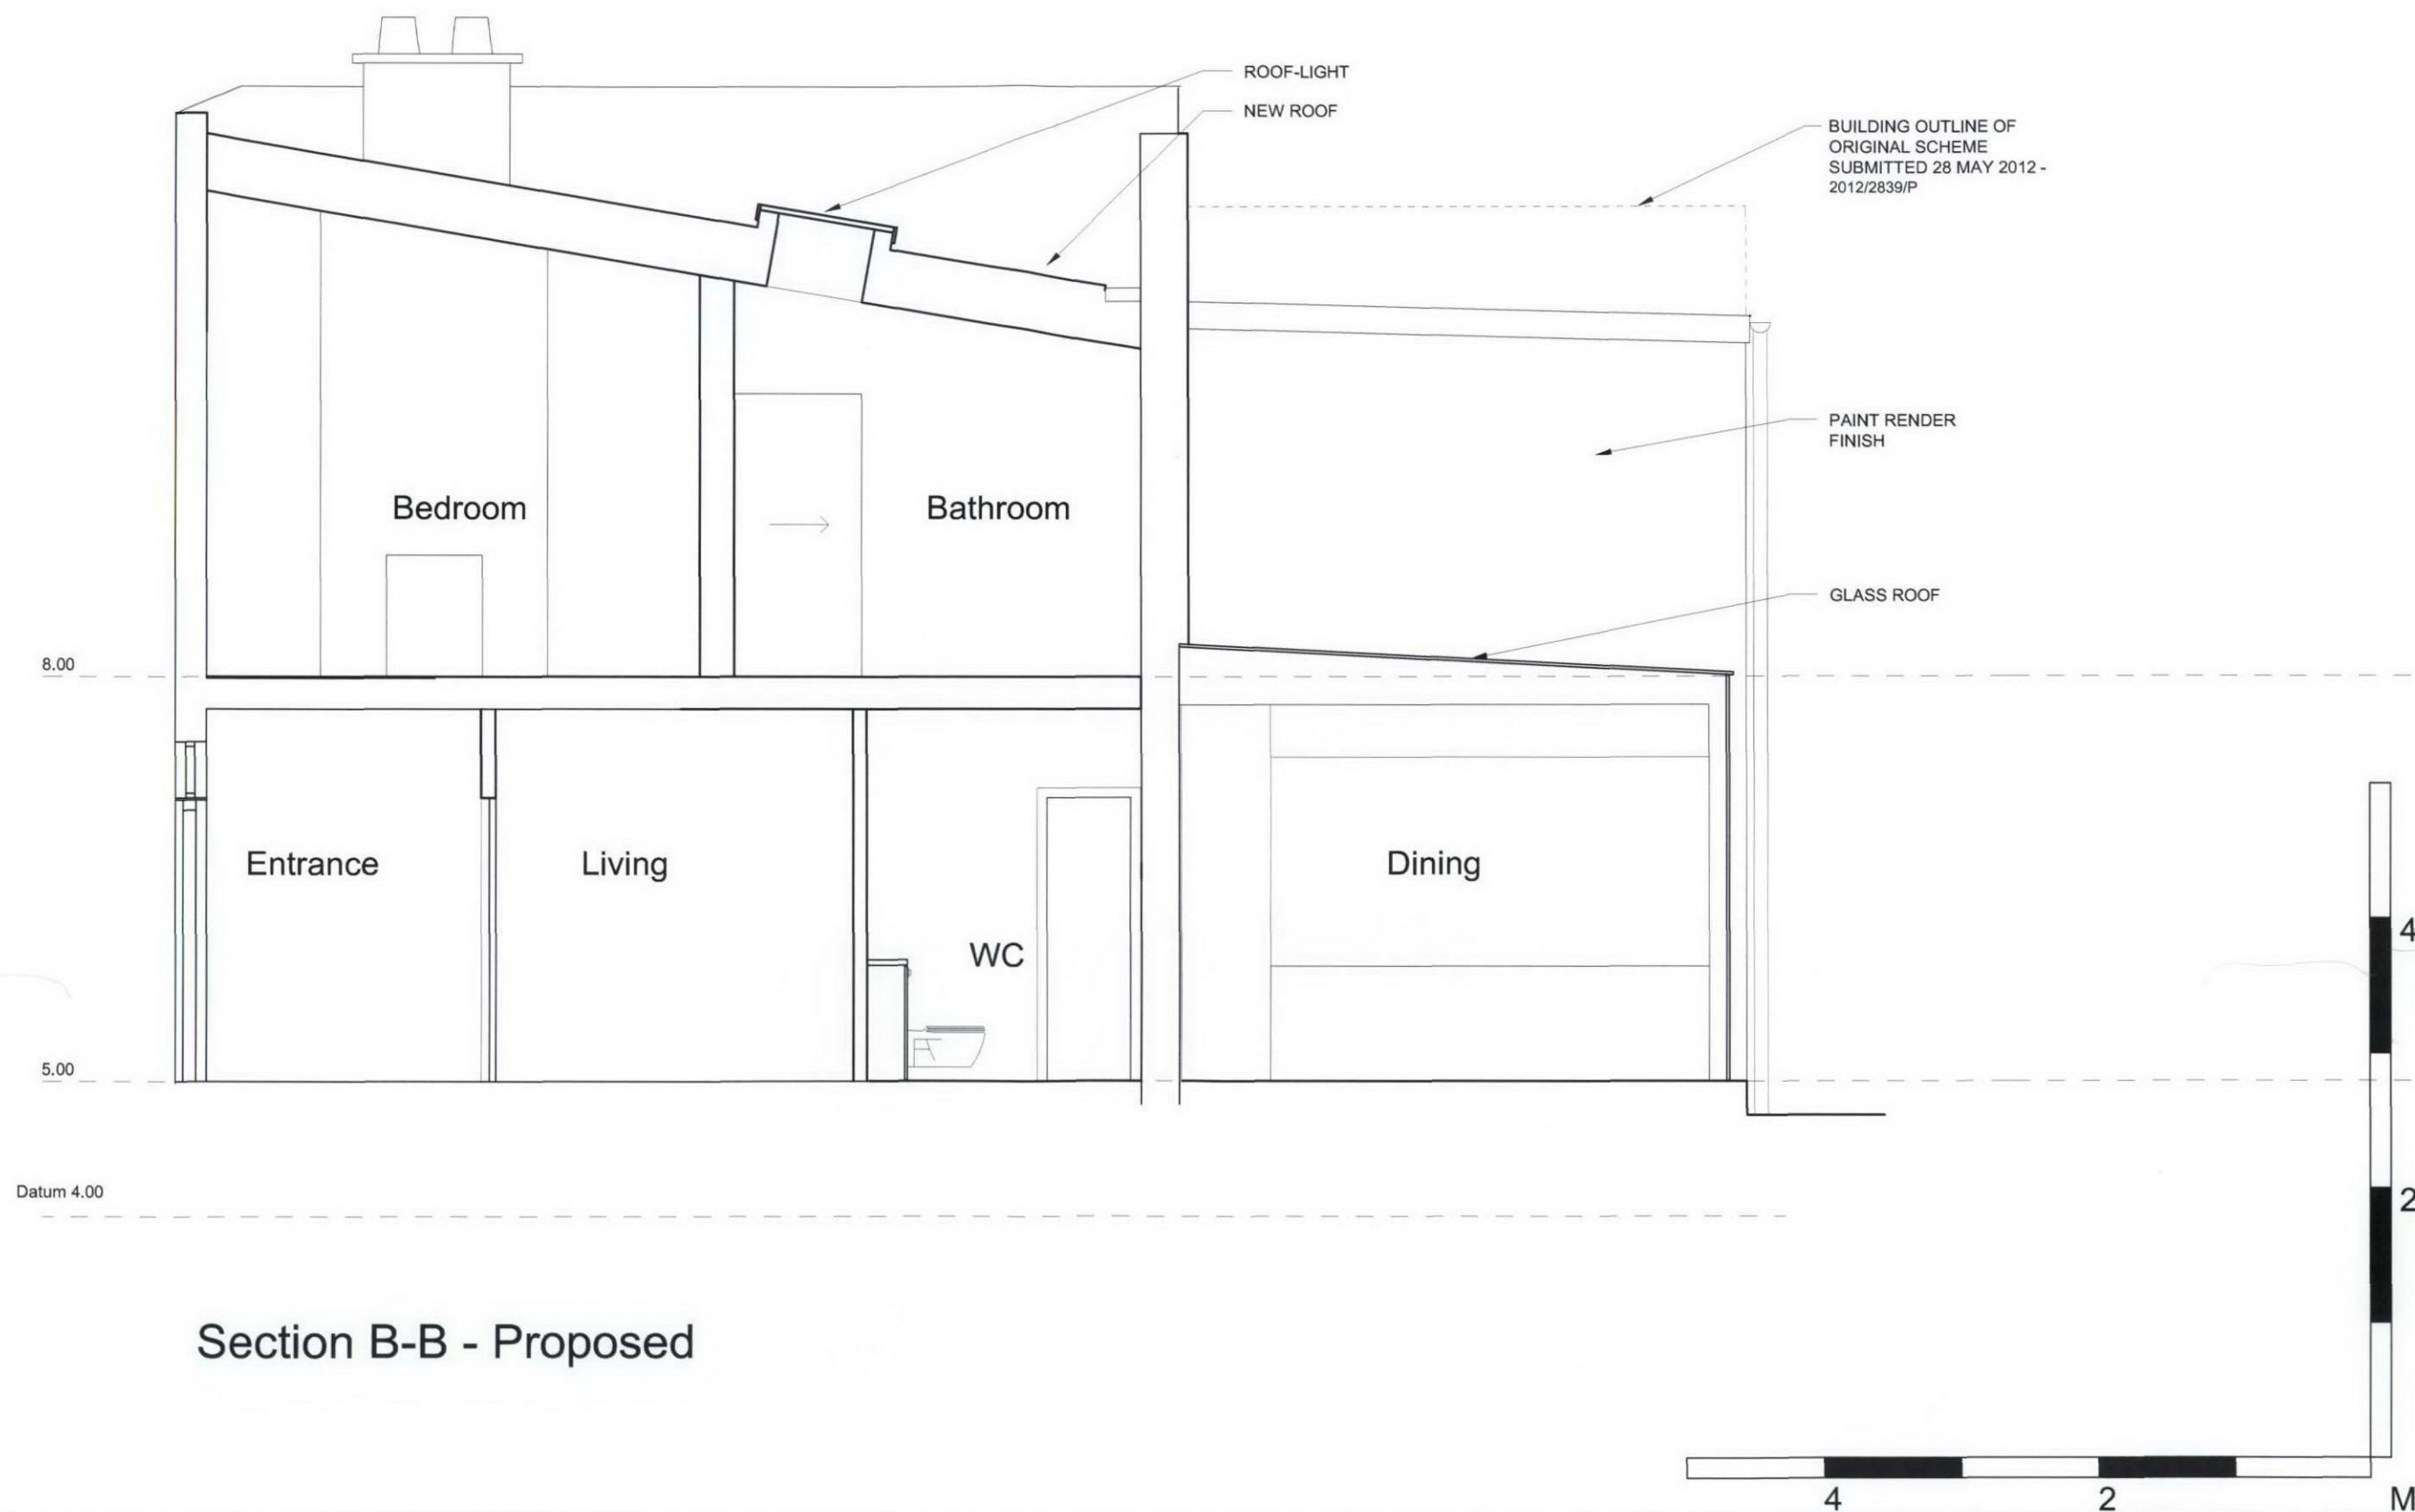 ROOF-LIGHT
NEW ROOF
BUILDING OUTLINE OF
ORIGINAL SCHEME
SUBMITTED 28 MAY 2012 -
2012/2839/P
PAINT RENDER
FINISH
Bedroom
Bathroom
GLASS ROOF
8.00
Entrance
Living
Dining
WC
4
5.00
Datum 4.00
2
Section B-B - Proposed
4
2
M